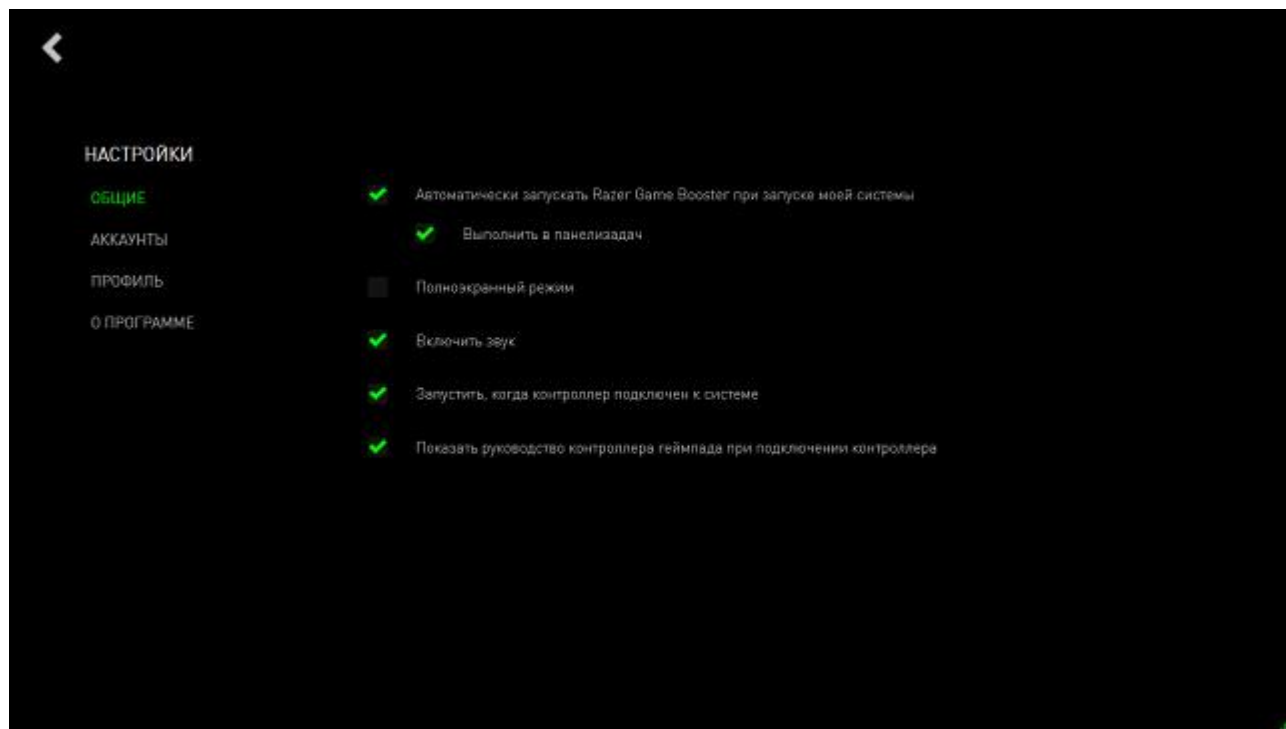 НАСТРОЙКИ
ОБЩИЕ
АККАУНТЫ
ПРОФИЛЬ
О ПРОГРАММЕ
Автоматически запускать Razer Game Booster при запуске моей системы
Выполнить в панелизадач
Полноэкранный режим
Включить звук
Запустить, когда контроллер подключен к системе
Показать руководство контроллера геймпада при подключении контроллера